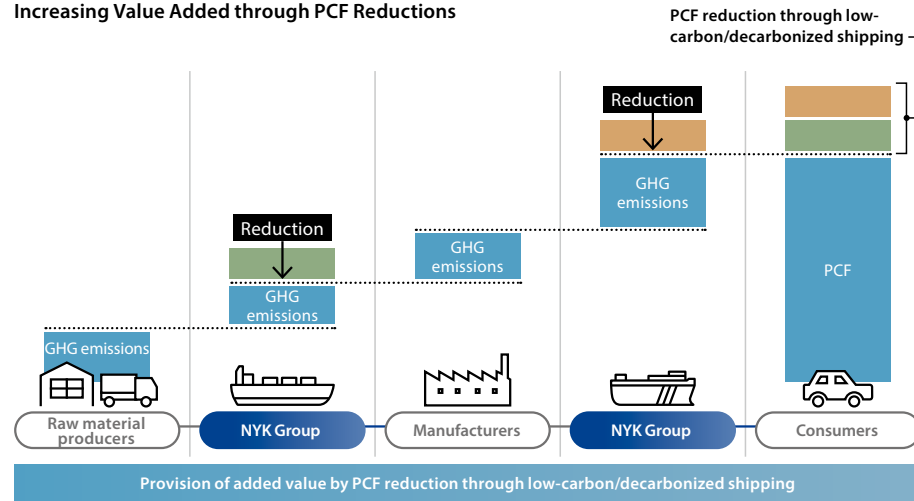 Increasing Value Added through PCF Reductions
PCF reduction through low-
carbon/decarbonized shipping
Reduction
GHG
emissions
Reduction
GHG
emissions
GHG
emissions
PCF
GHG emissions
Raw material
producers
NYK Group
Manufacturers
NYK Group
Consumers
Provision of added value by PCF reduction through low-carbon/decarbonized shipping